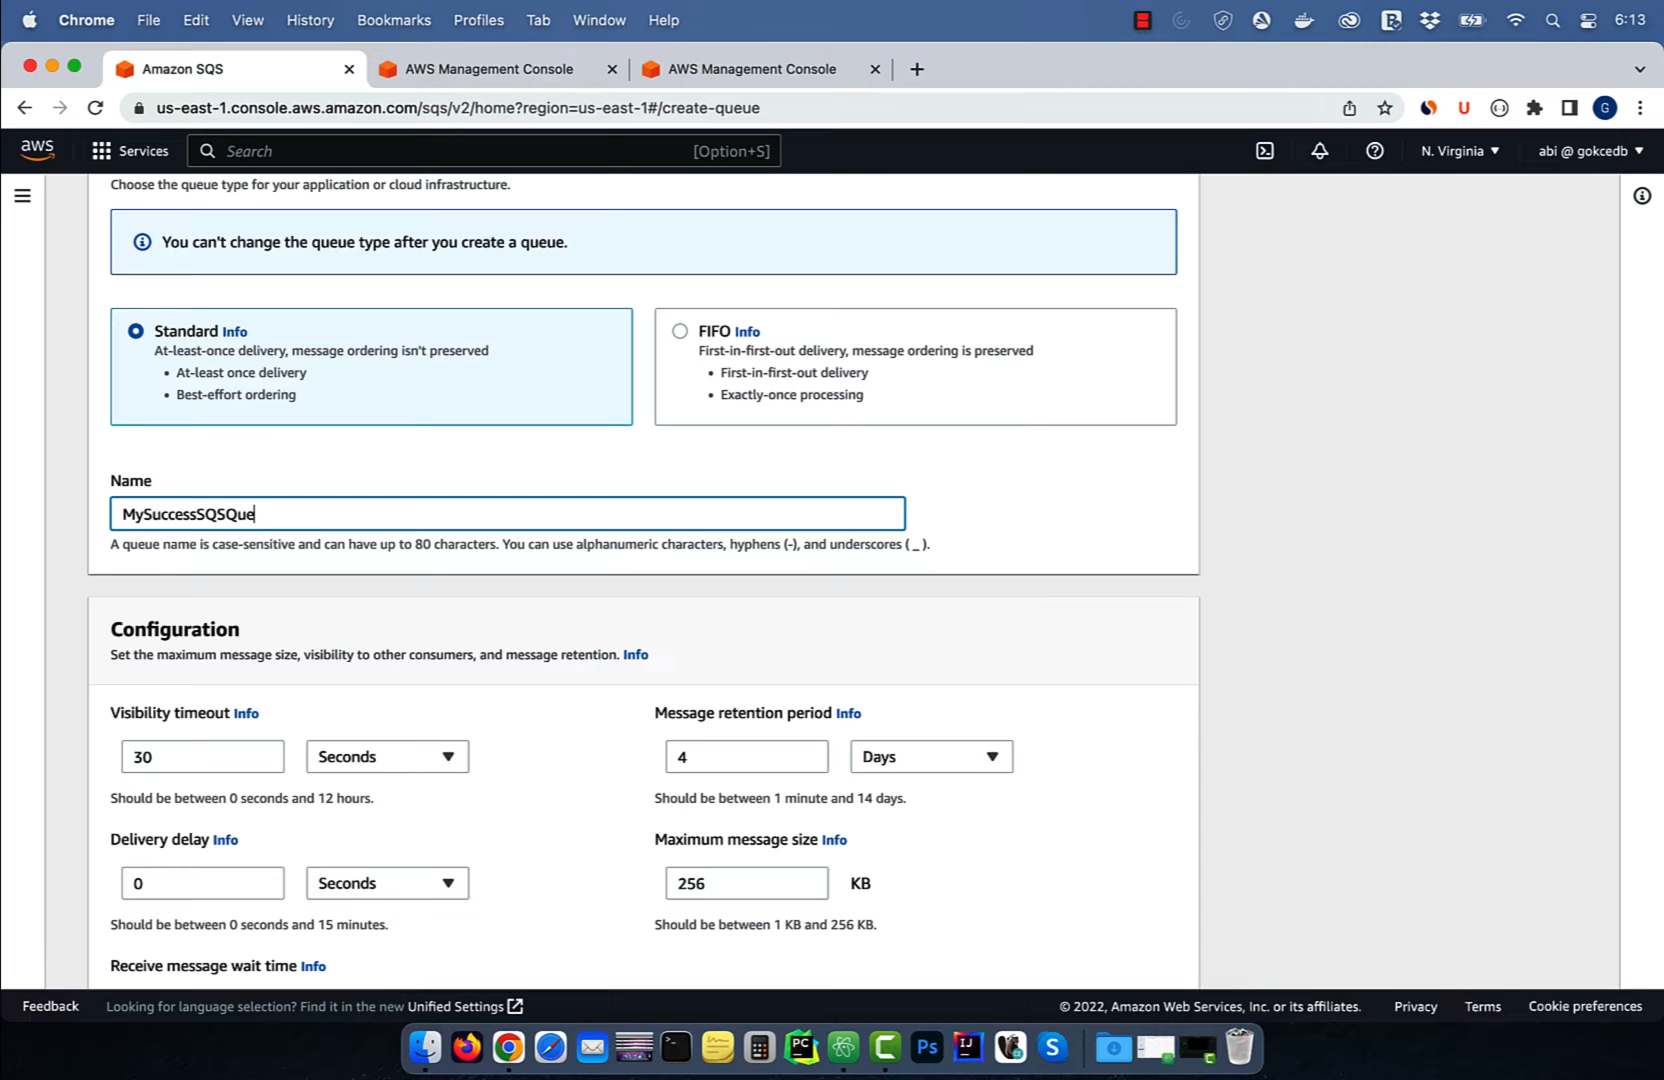 Chrome File Edit View History Bookmarks Profiles Tab Window Help 6:13
Amazon SQS AWS Management Console AWS Management Console
us-east-1.console.aws.amazon.com/sqs/v2/home?region=us-east-1#/create-queue U G
aws Services Search [Option+S] N. Virginia abi @ gokcedb
Choose the queue type for your application or cloud infrastructure.
You can't change the queue type after you create a queue.
Standard Info
At-least-once delivery, message ordering isn't preserved
• At-least once delivery
• Best-effort ordering
FIFO Info
First-in-first-out delivery, message ordering is preserved
• First-in-first-out delivery
• Exactly-once processing
Name
MySuccessSQSQue
A queue name is case-sensitive and can have up to 80 characters. You can use alphanumeric characters, hyphens (-), and underscores ( _ ).
Configuration
Set the maximum message size, visibility to other consumers, and message retention. Info
Visibility timeout Info
30 Seconds
Should be between 0 seconds and 12 hours.
Message retention period Info
4 Days
Should be between 1 minute and 14 days.
Delivery delay Info
0 Seconds
Should be between 0 seconds and 15 minutes.
Maximum message size Info
256 KB
Should be between 1 KB and 256 KB.
Receive message wait time Info
Feedback Looking for language selection? Find it in the new Unified Settings © 2022, Amazon Web Services, Inc. or its affiliates. Privacy Terms Cookie preferences
PC C Ps IJ S